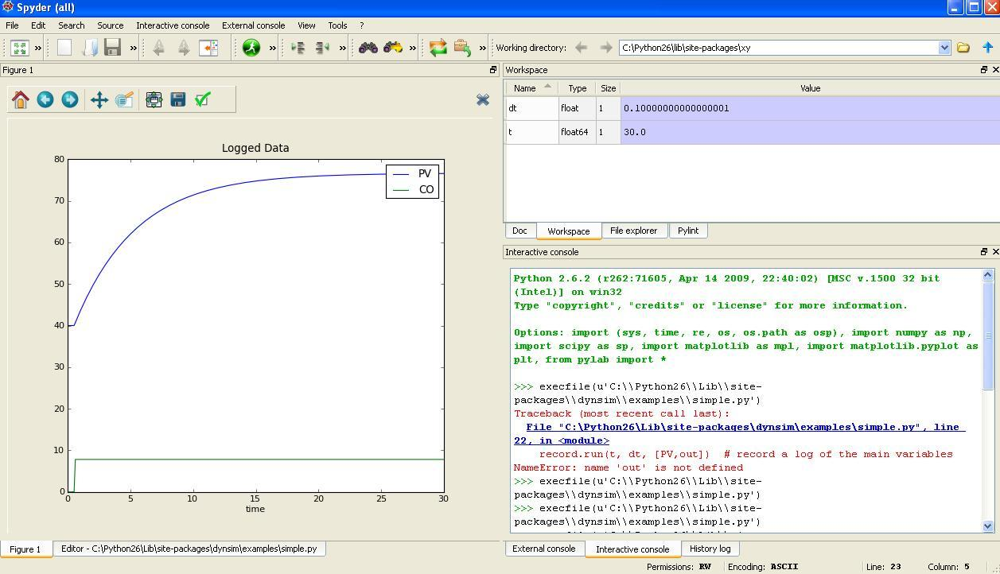 Spyder (all)
File Edit Search Source Interactive console External console View Tools ?
Working directory: C:\Python26\lib\site-packages\xy
Figure 1
Logged Data
80
70
60
50
40
30
20
10
0
0 5 10 15 20 25 30
time
PV
CO
Figure 1 Editor - C:\Python26\Lib\site-packages\dynsim\examples\simple.py
Workspace
Name Type Size Value
dt float 1 0.10000000000000001
t float64 1 30.0
Doc Workspace File explorer Pylint
Interactive console
Python 2.6.2 (r262:71605, Apr 14 2009, 22:40:02) [MSC v.1500 32 bit
(Intel)] on win32
Type "copyright", "credits" or "license" for more information.
Options: import (sys, time, re, os, os.path as osp), import numpy as np,
import scipy as sp, import matplotlib as mpl, import matplotlib.pyplot as
plt, from pylab import *
>>> execfile(u'C:\\Python26\\Lib\\site-
packages\\dynsim\\examples\\simple.py')
Traceback (most recent call last):
File "C:\Python26\Lib\site-packages\dynsim\examples\simple.py", line
22, in <module>
record.run(t, dt, [PV,out]) # record a log of the main variables
NameError: name 'out' is not defined
>>> execfile(u'C:\\Python26\\Lib\\site-
packages\\dynsim\\examples\\simple.py')
>>> execfile(u'C:\\Python26\\Lib\\site-
packages\\dynsim\\examples\\simple.py')
External console Interactive console History log
Permissions: RW Encoding: ASCII Line: 23 Column: 5